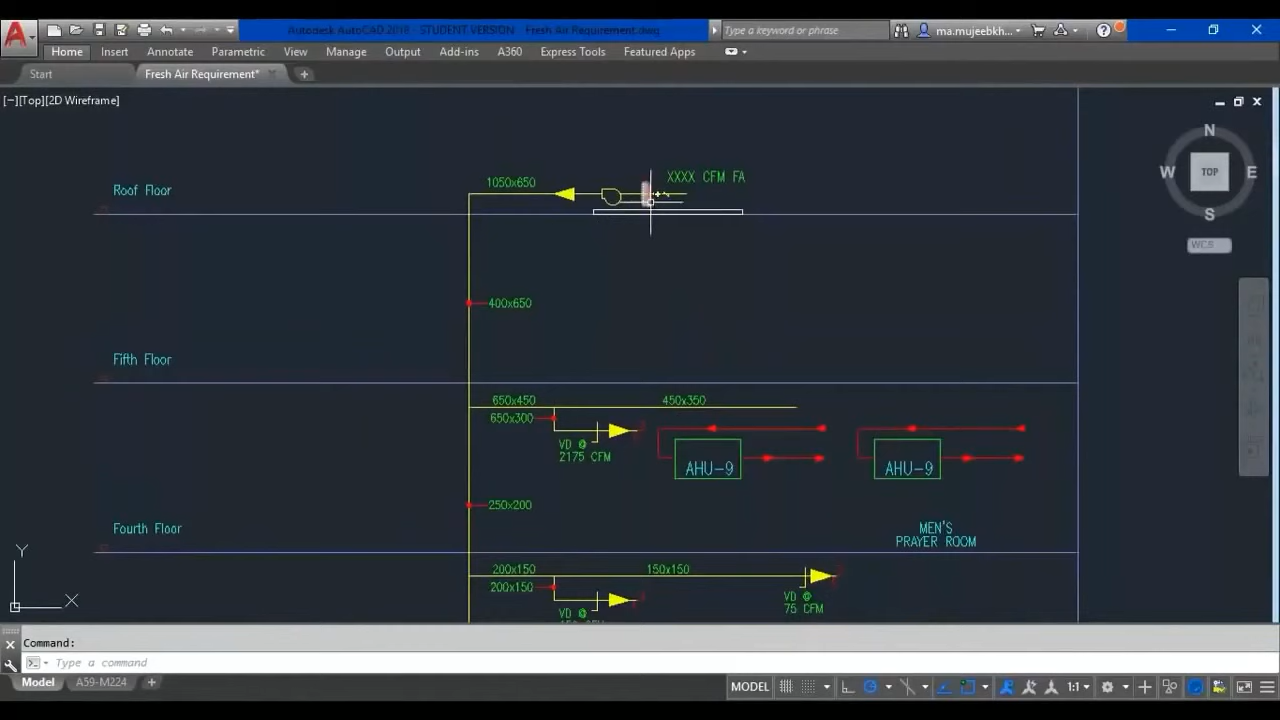 Autodesk AutoCAD 2018 - STUDENT VERSION Fresh Air Requirement.dwg
Type a keyword or phrase
ma.mujeebkh...
Home Insert Annotate Parametric View Manage Output Add-ins A360 Express Tools Featured Apps
Start Fresh Air Requirement*
[−][Top][2D Wireframe]
N
W TOP E
S
WCS
1050x650 XXXX CFM FA
Roof Floor
400x650
Fifth Floor
650x450 450x350
650x300
VD @
2175 CFM
AHU-9 AHU-9
250x200
Fourth Floor
MEN'S
PRAYER ROOM
200x150 150x150
200x150
VD @
75 CFM
VD @
Y
X
Command:
Type a command
Model A59-M224
MODEL 1:1